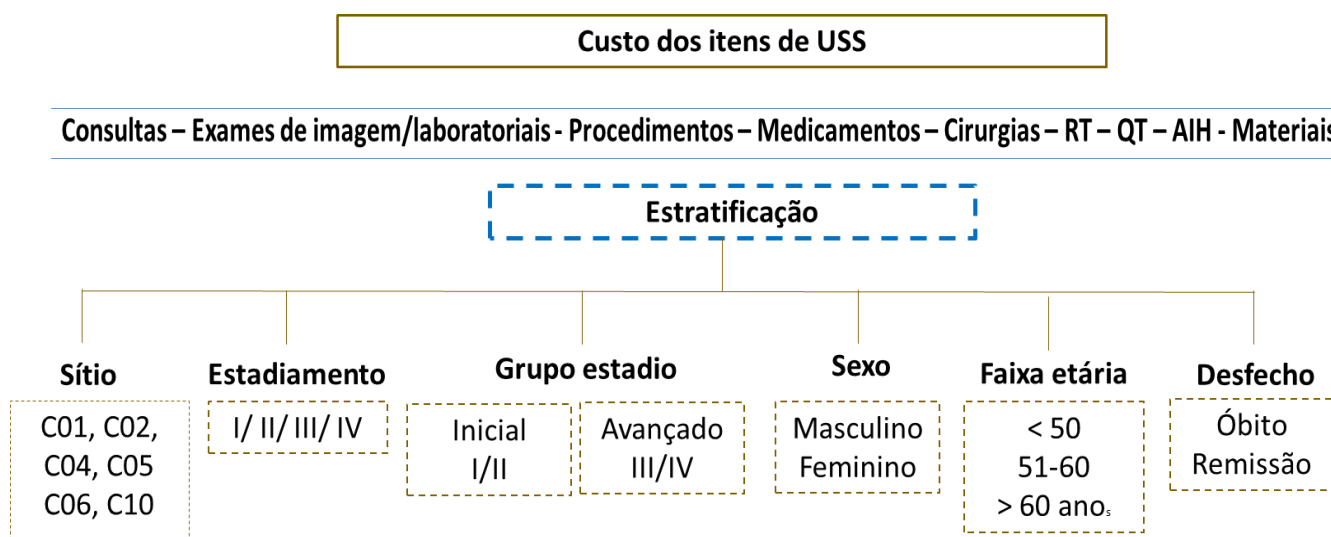 Custo dos itens de USS
Consultas – Exames de imagem/laboratoriais - Procedimentos – Medicamentos – Cirurgias – RT – QT – AIH - Materiais
Estratificação
Sítio
C01, C02,
C04, C05
C06, C10
Estadiamento
I/ II/ III/ IV
Grupo estadio
Inicial
I/II
Avançado
III/IV
Sexo
Masculino
Feminino
Faixa etária
< 50
51-60
> 60 anos
Desfecho
Óbito
Remissão